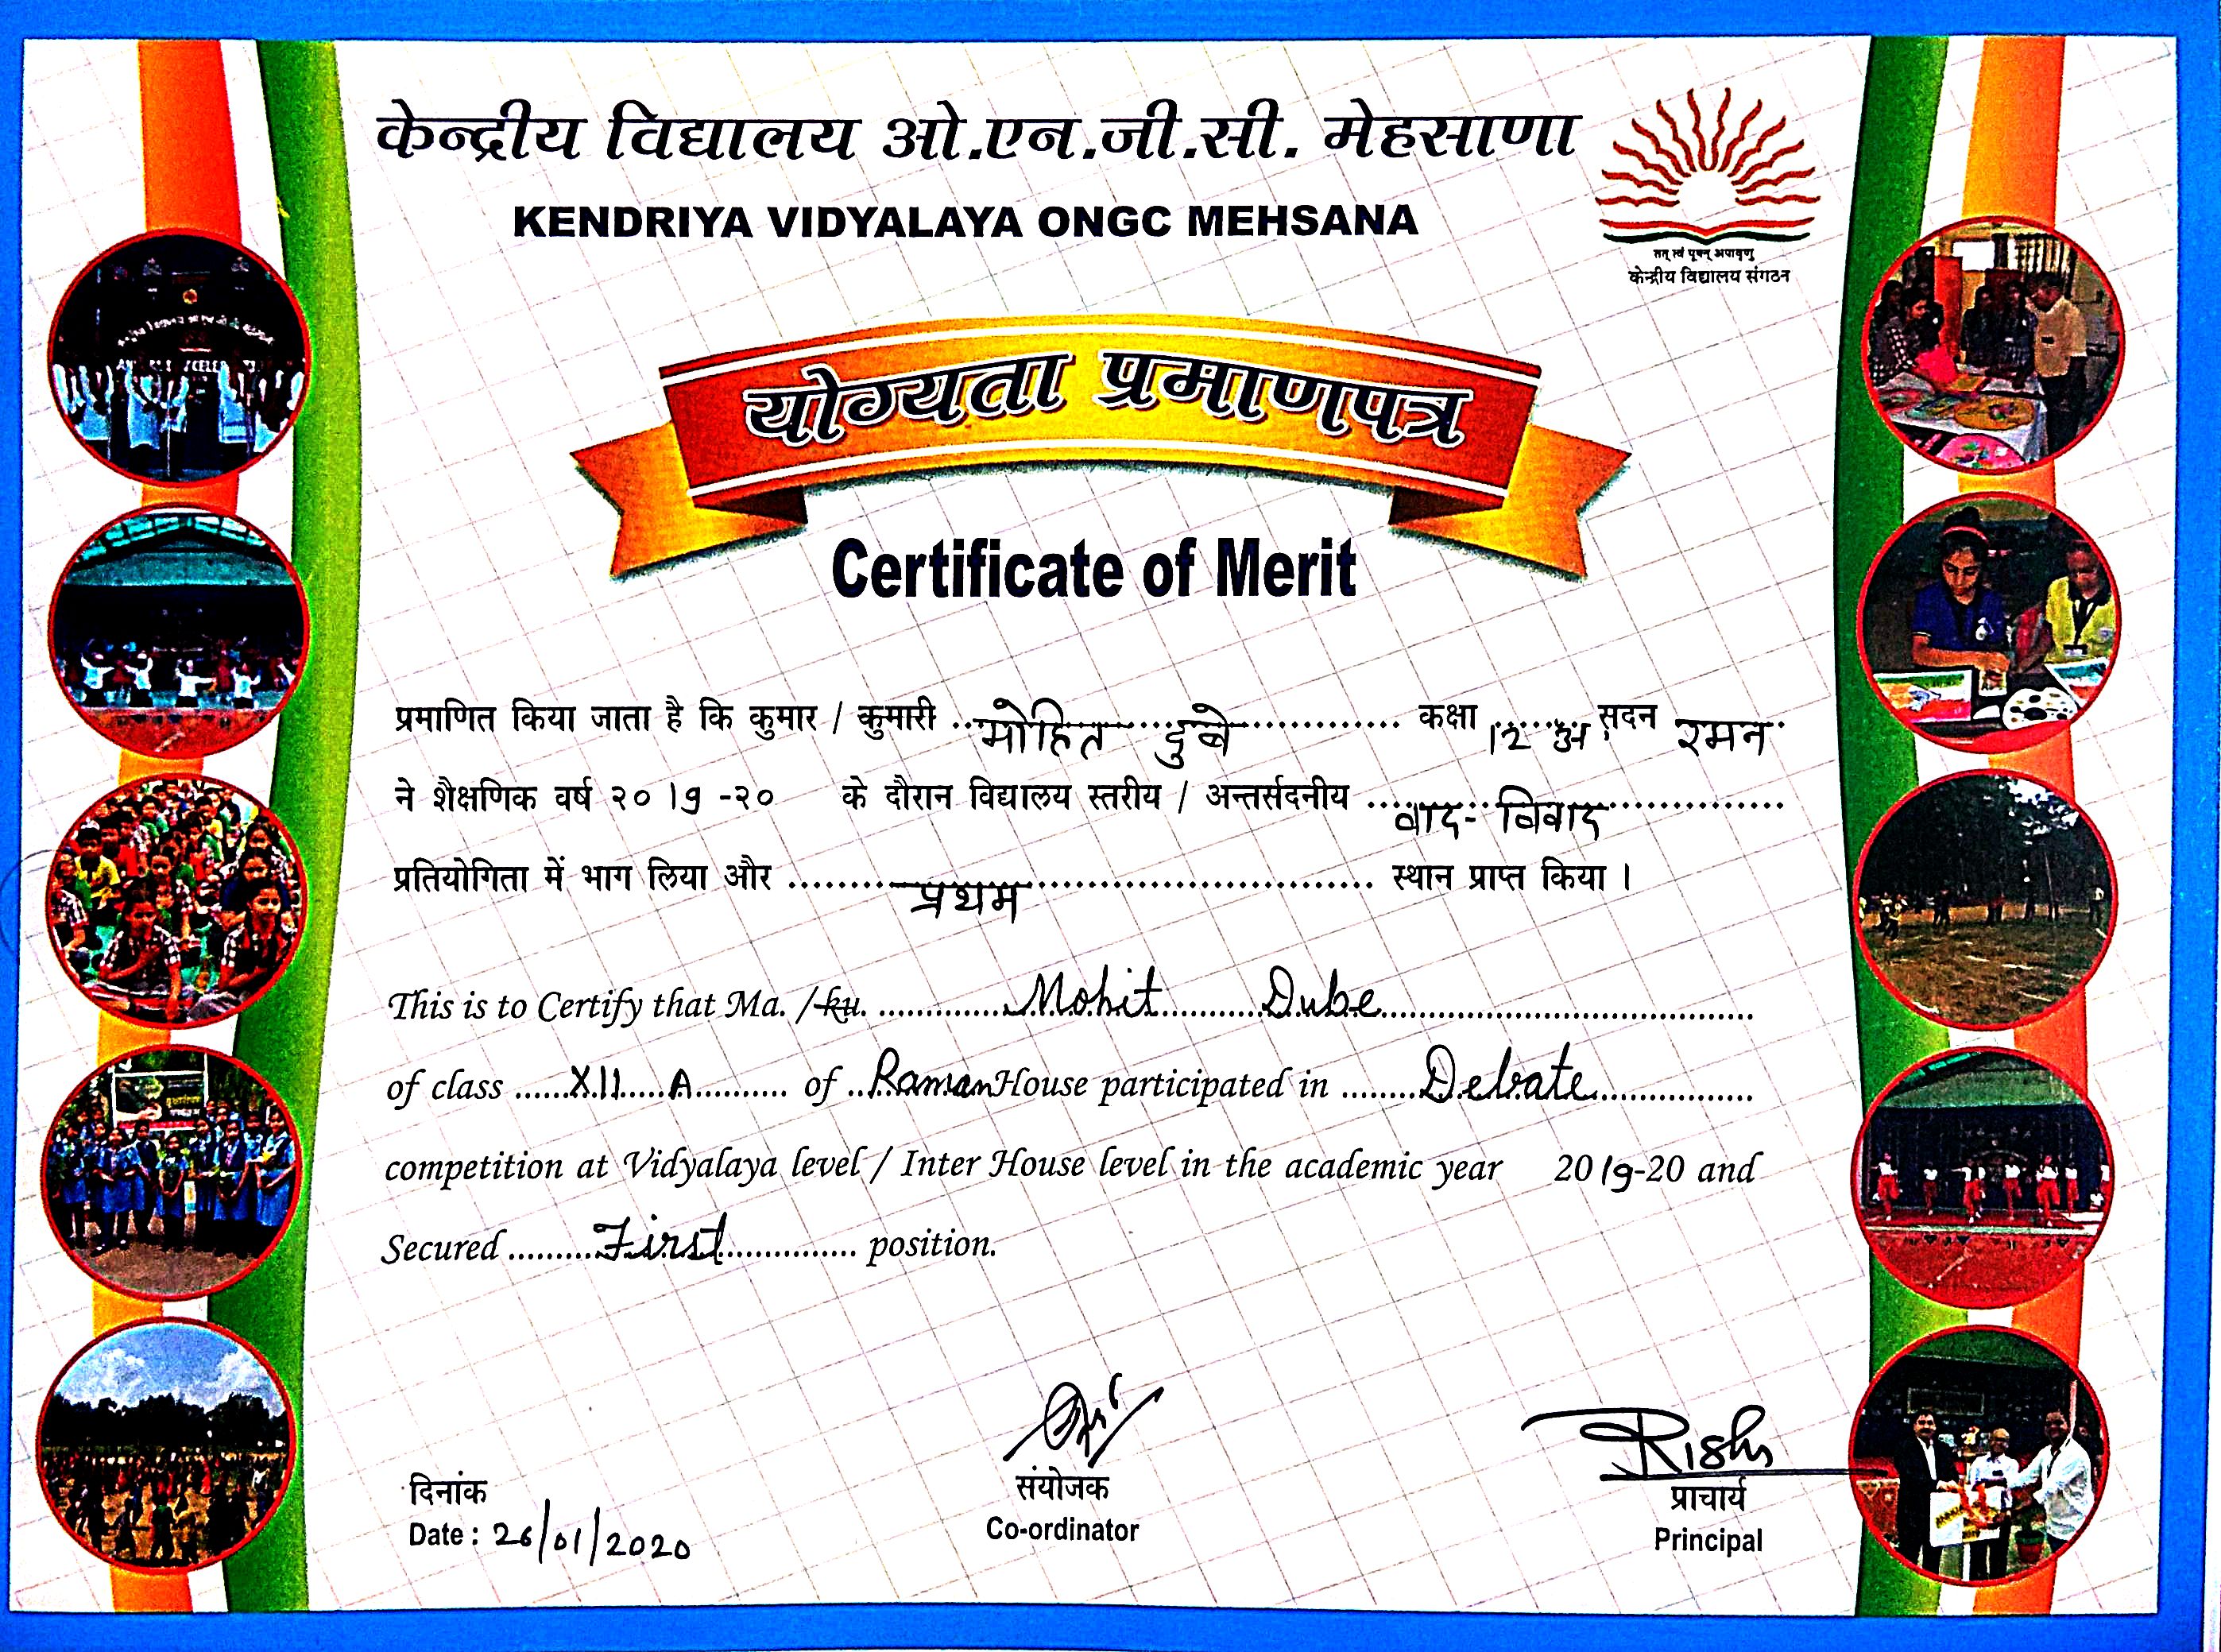 केन्द्रीय विद्यालय ओ.एन.जी.सी. मेहसाणा
KENDRIYA VIDYALAYA ONGC MEHSANA
तत् त्वं पूषन् अपावृणु
केन्द्रीय विद्यालय संगठन
योग्यता प्रमाणपत्र
Certificate of Merit
प्रमाणित किया जाता है कि कुमार / कुमारी मोहित दुबे कक्षा 12 अ सदन रमन
ने शैक्षणिक वर्ष २० 19 -२० के दौरान विद्यालय स्तरीय / अन्तर्सदनीय वाद- विवाद
प्रतियोगिता में भाग लिया और प्रथम स्थान प्राप्त किया ।
This is to Certify that Ma. / ku. Mohit Dube
of class XII A of Raman House participated in Debate
competition at Vidyalaya level / Inter House level in the academic year 2019-20 and
Secured First position.
दिनांक
Date : 26/01/2020
संयोजक
Co-ordinator
Rishi
प्राचार्य
Principal